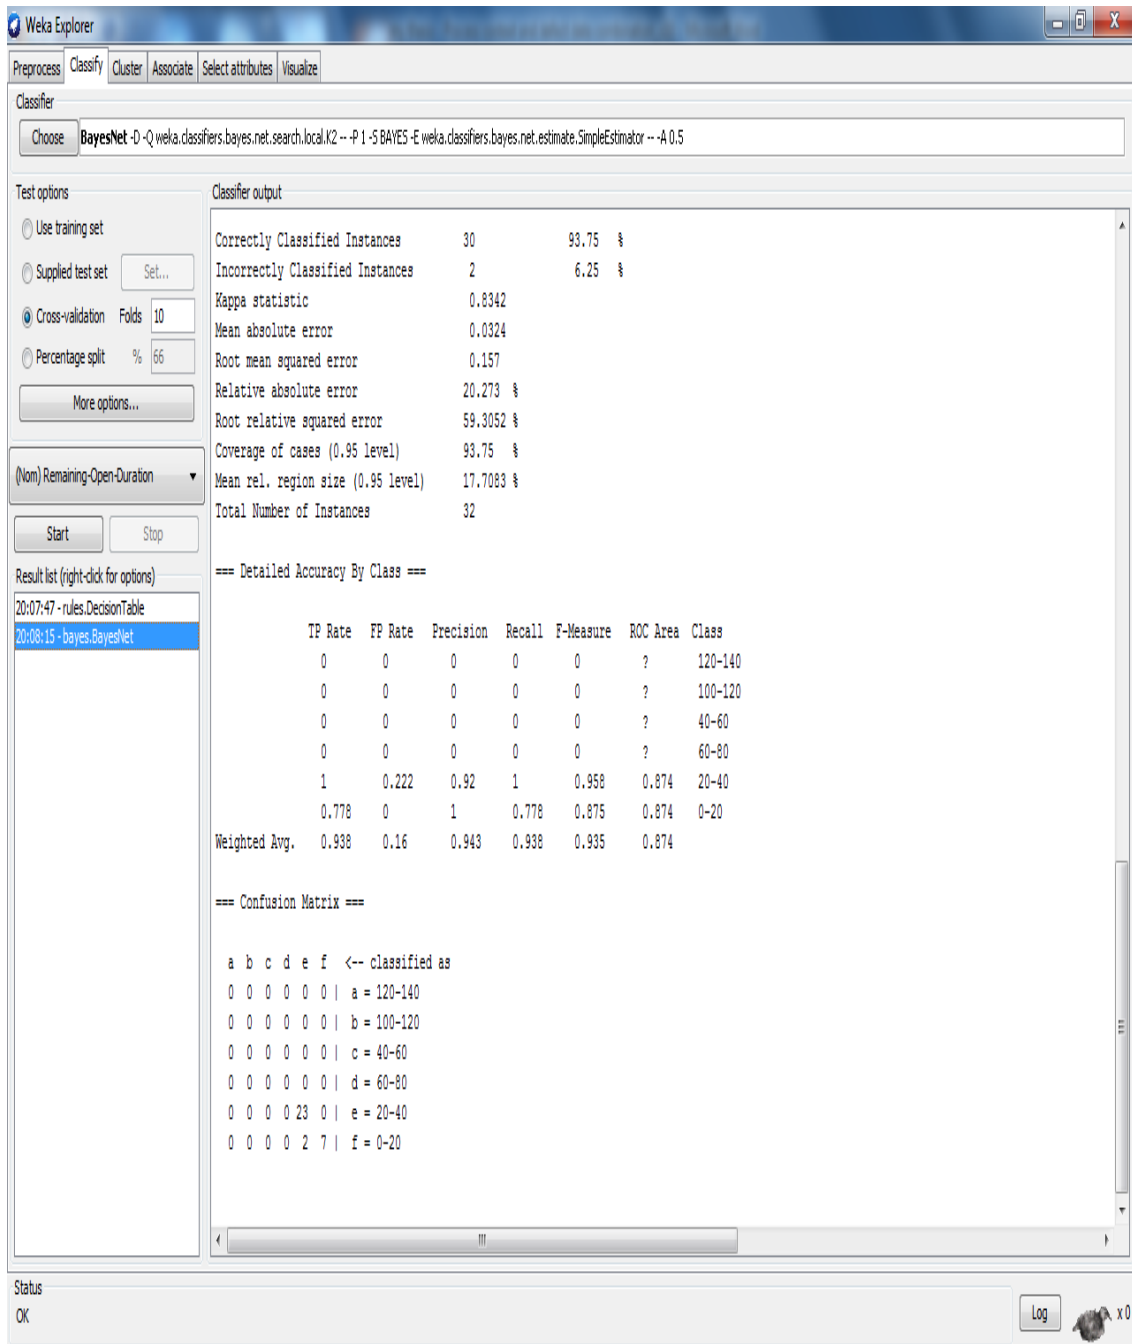 Weka Explorer
Preprocess Classify Cluster Associate Select attributes Visualize
Classifier
Choose BayesNet -D -Q weka.classifiers.bayes.net.search.local.K2 -- -P 1 -S BAYES -E weka.classifiers.bayes.net.estimate.SimpleEstimator -- -A 0.5
Test options
Use training set
Supplied test set Set...
Cross-validation Folds 10
Percentage split % 66
More options...
(Nom) Remaining-Open-Duration
Start Stop
Result list (right-click for options)
20:07:47 - rules.DecisionTable
20:08:15 - bayes.BayesNet
Classifier output
Correctly Classified Instances 30 93.75 %
Incorrectly Classified Instances 2 6.25 %
Kappa statistic 0.8342
Mean absolute error 0.0324
Root mean squared error 0.157
Relative absolute error 20.273 %
Root relative squared error 59.3052 %
Coverage of cases (0.95 level) 93.75 %
Mean rel. region size (0.95 level) 17.7083 %
Total Number of Instances 32
=== Detailed Accuracy By Class ===
TP Rate FP Rate Precision Recall F-Measure ROC Area Class
0 0 0 0 0 ? 120-140
0 0 0 0 0 ? 100-120
0 0 0 0 0 ? 40-60
0 0 0 0 0 ? 60-80
1 0.222 0.92 1 0.958 0.874 20-40
0.778 0 1 0.778 0.875 0.874 0-20
Weighted Avg. 0.938 0.16 0.943 0.938 0.935 0.874
=== Confusion Matrix ===
a b c d e f <-- classified as
0 0 0 0 0 0 | a = 120-140
0 0 0 0 0 0 | b = 100-120
0 0 0 0 0 0 | c = 40-60
0 0 0 0 0 0 | d = 60-80
0 0 0 0 23 0 | e = 20-40
0 0 0 0 2 7 | f = 0-20
Status
OK
Log x 0